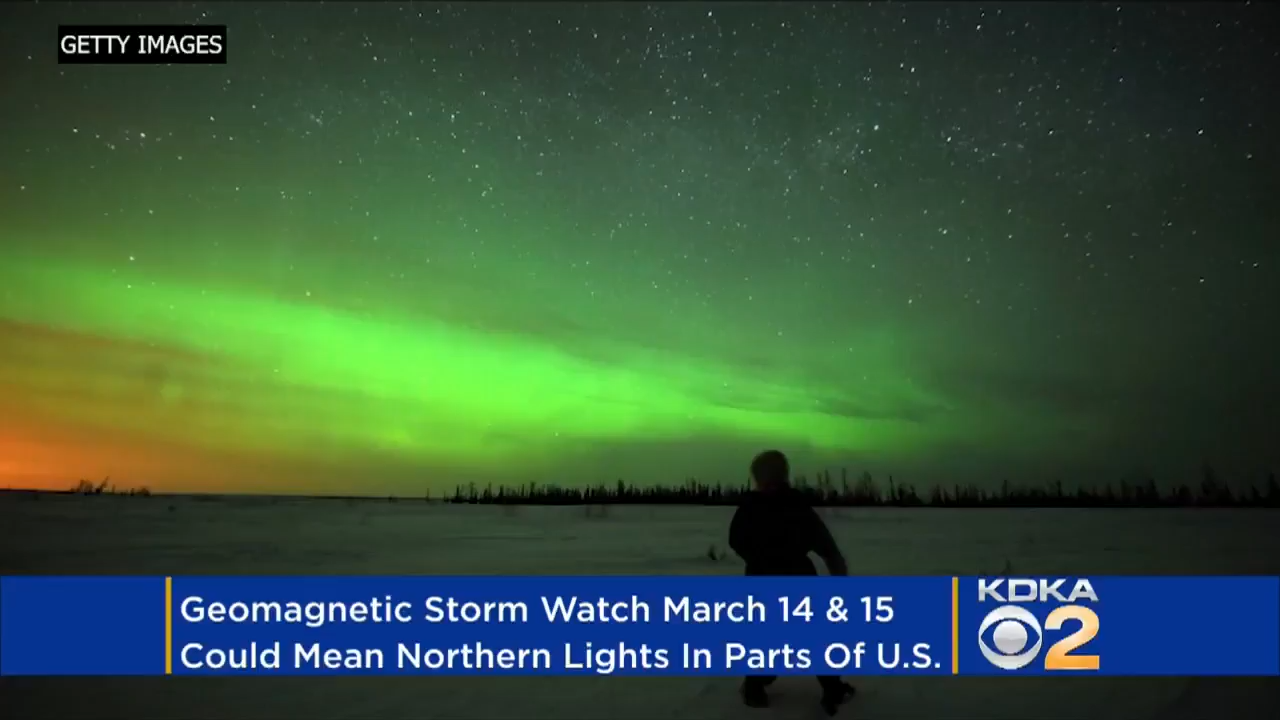 GETTY IMAGES
Geomagnetic Storm Watch March 14 & 15
Could Mean Northern Lights In Parts Of U.S.
KDKA
2